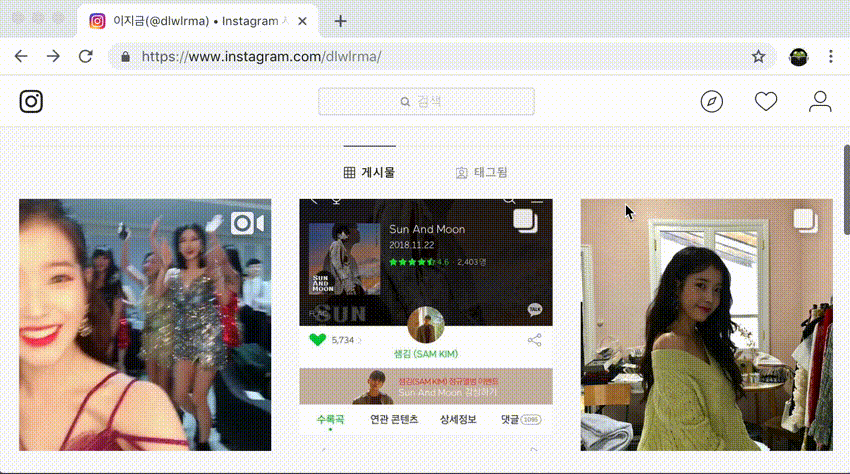 이지금(@dlwlrma) • Instagram 사
https://www.instagram.com/dlwlrma/
검색
게시물
태그됨
Sun And Moon
2018.11.22
4.6 · 2,403명
SUN
AND
MOON
SUN
TALK
5,734
샘김 (SAM KIM)
샘김(SAM KIM) 정규앨범 이벤트
Sun And Moon 감상하기
수록곡 연관 콘텐츠 상세정보 댓글 1095